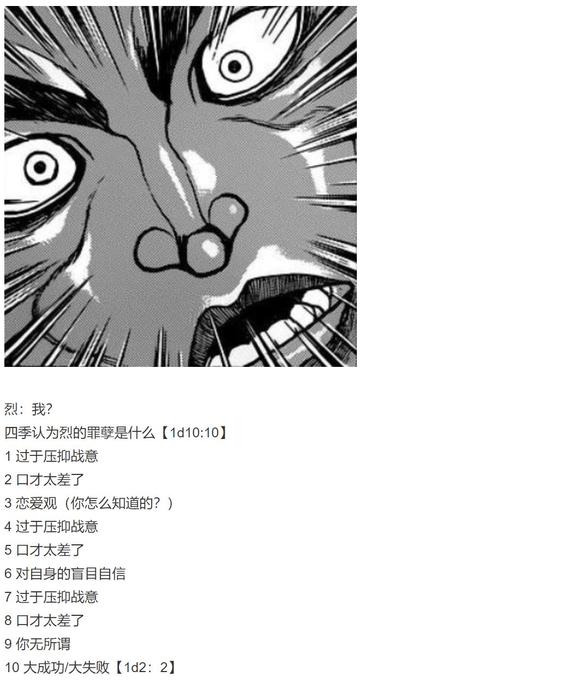 烈：我？
四季认为烈的罪孽是什么【1d10:10】
1 过于压抑战意
2 口才太差了
3 恋爱观（你怎么知道的？）
4 过于压抑战意
5 口才太差了
6 对自身的盲目自信
7 过于压抑战意
8 口才太差了
9 你无所谓
10 大成功/大失败【1d2：2】